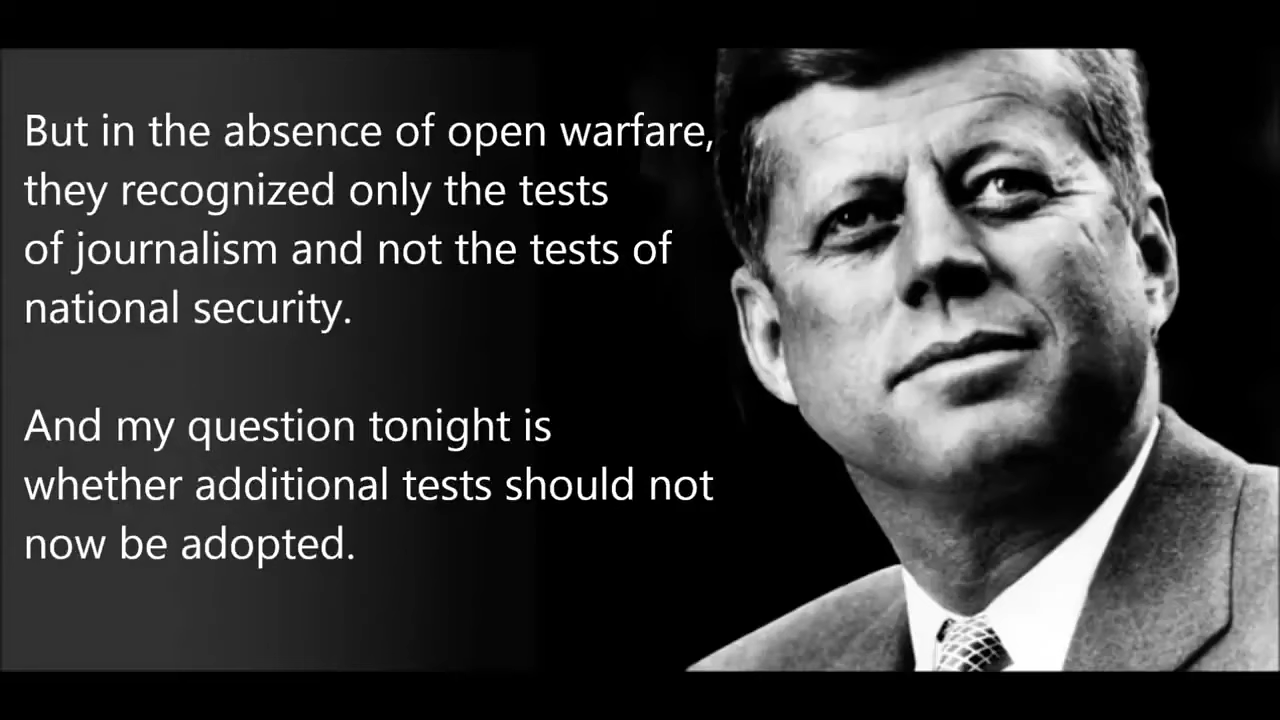 But in the absence of open warfare,
they recognized only the tests
of journalism and not the tests of
national security.
And my question tonight is
whether additional tests should not
now be adopted.